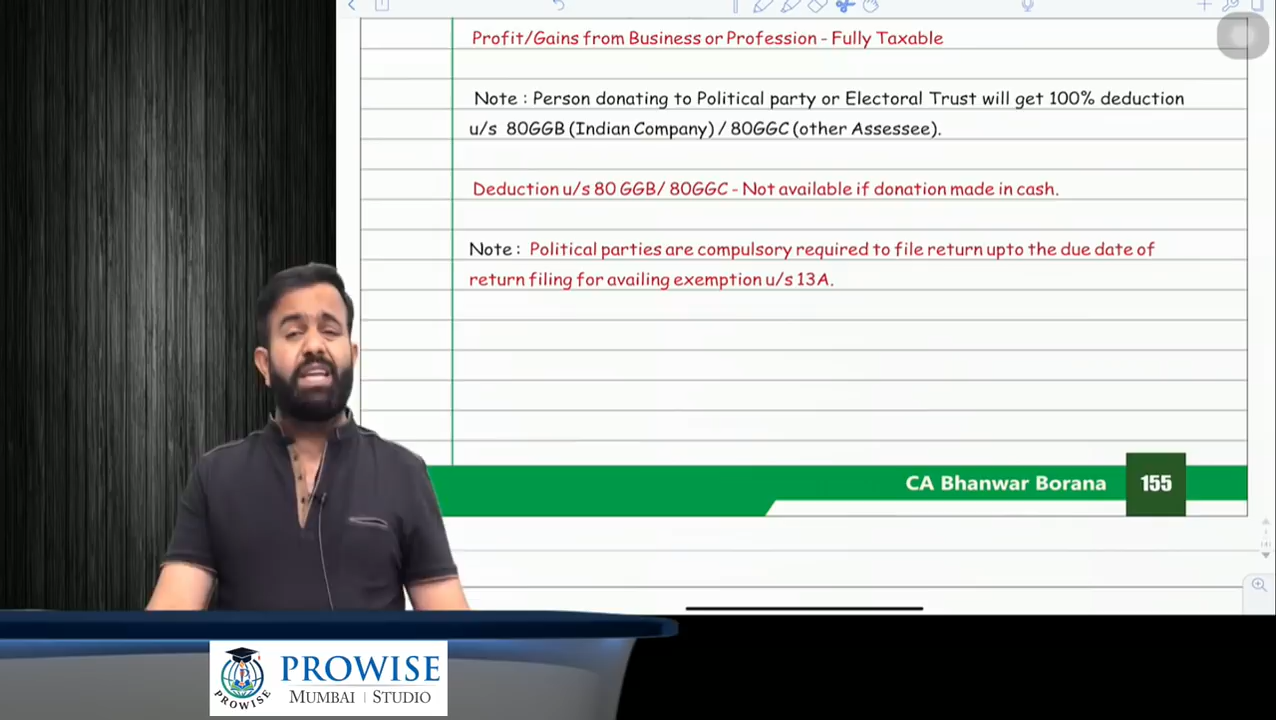 Profit/Gains from Business or Profession - Fully Taxable
Note : Person donating to Political party or Electoral Trust will get 100% deduction
u/s 80GGB (Indian Company) / 80GGC (other Assessee).
Deduction u/s 80 GGB/ 80GGC - Not available if donation made in cash.
Note : Political parties are compulsory required to file return upto the due date of
return filing for availing exemption u/s 13A.
CA Bhanwar Borana 155
PROWISE
PROWISE
MUMBAI | STUDIO